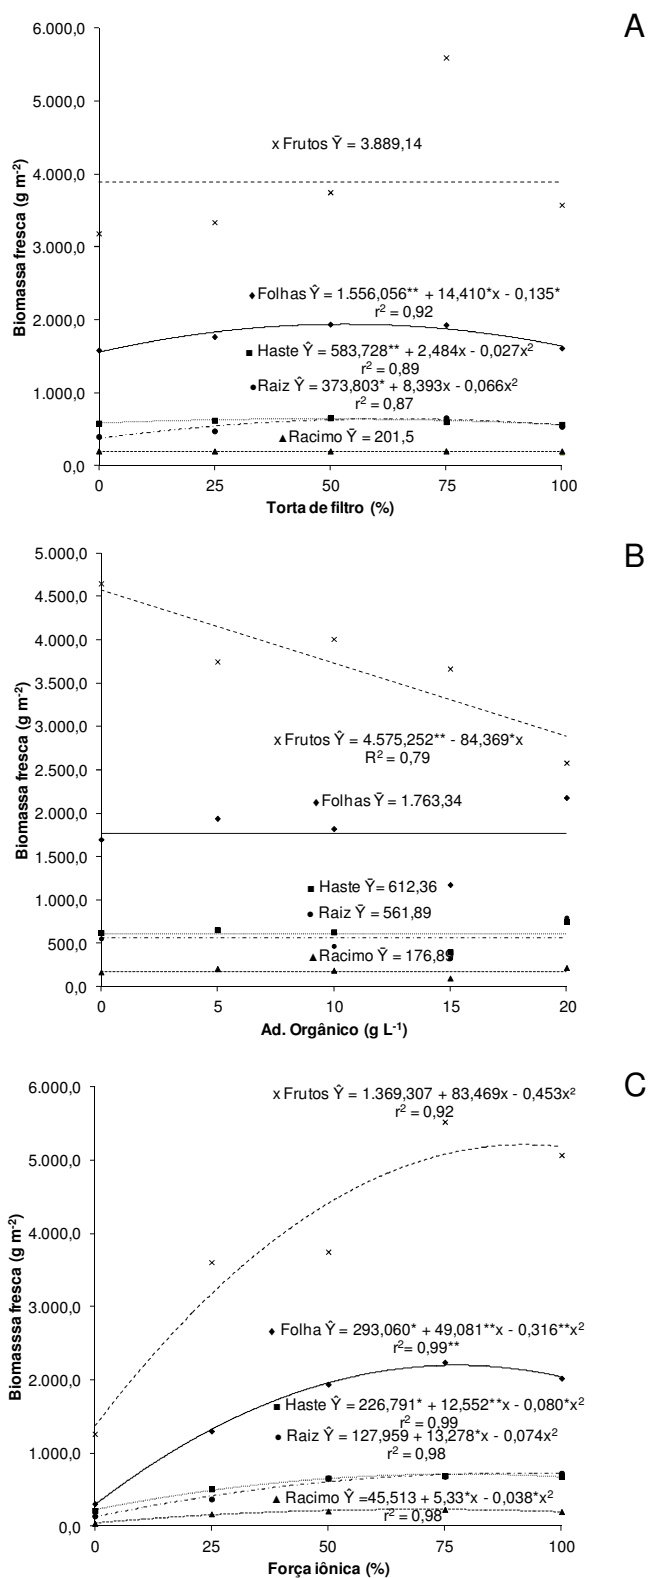 A
6.000,0
5.000,0
4.000,0
3.000,0
2.000,0
1.000,0
0,0
Biomassa fresca (g m-2)
x Frutos Ȳ = 3.889,14
Folhas Ŷ = 1.556,056** + 14,410*x - 0,135*
r² = 0,92
Haste Ŷ = 583,728** + 2,484x - 0,027x²
r² = 0,89
Raiz Ŷ = 373,803* + 8,393x - 0,066x²
r² = 0,87
Racimo Ȳ = 201,5
0 25 50 75 100
Torta de filtro (%)
B
5.000,0
4.500,0
4.000,0
3.500,0
3.000,0
2.500,0
2.000,0
1.500,0
1.000,0
500,0
0,0
Biomassa fresca (g m-2)
x Frutos Ŷ = 4.575,252** - 84,369*x
R² = 0,79
Folhas Ȳ = 1.763,34
Haste Ȳ= 612,36
Raiz Ȳ = 561,89
Racimo Ȳ = 176,89
0 5 10 15 20
Ad. Orgânico (g L-1)
C
6.000,0
5.000,0
4.000,0
3.000,0
2.000,0
1.000,0
0,0
Biomasssa fresca (g m-2)
x Frutos Ŷ = 1.369,307 + 83,469x - 0,453x²
r² = 0,92
Folha Ŷ = 293,060* + 49,081**x - 0,316**x²
r²= 0,99**
Haste Ŷ = 226,791* + 12,552**x - 0,080*x²
r² = 0,99
Raiz Ŷ = 127,959 + 13,278*x - 0,074x²
r² = 0,98
Racimo Ŷ =45,513 + 5,33*x - 0,038*x²
r² = 0,98
0 25 50 75 100
Força iônica (%)